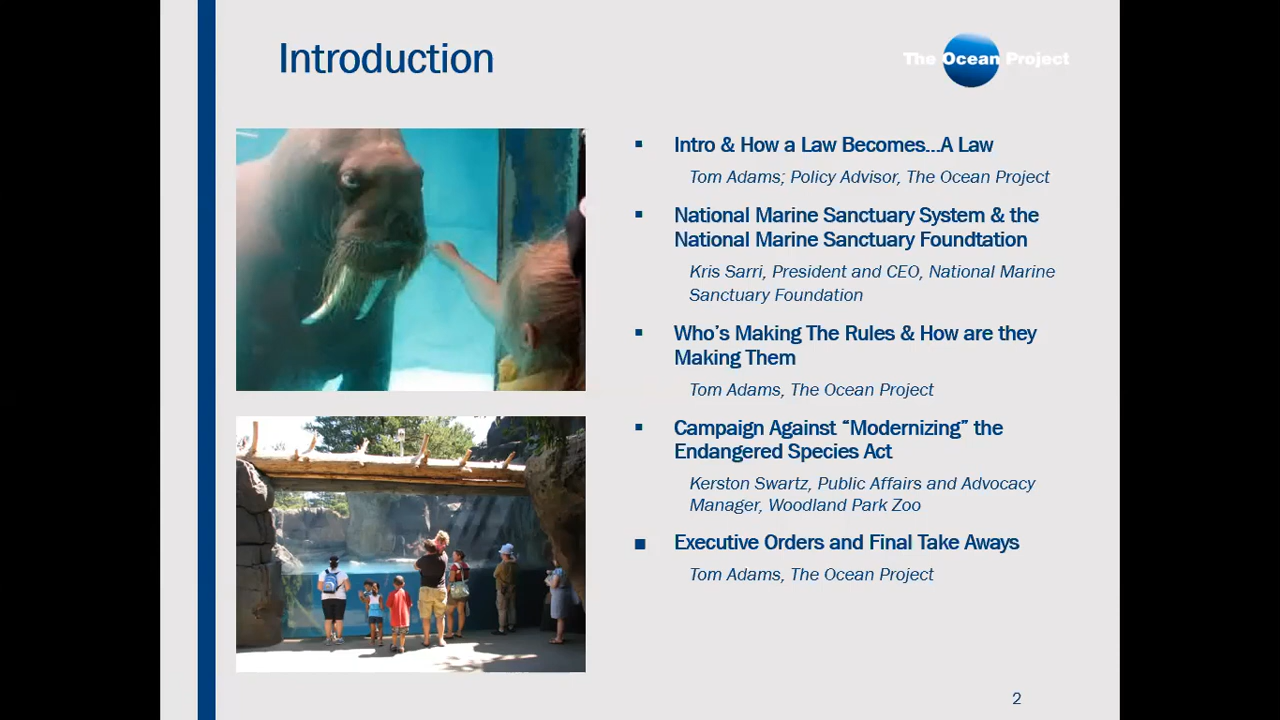 Introduction
The Ocean Project
▪ Intro & How a Law Becomes...A Law
Tom Adams; Policy Advisor, The Ocean Project
▪ National Marine Sanctuary System & the
National Marine Sanctuary Foundtation
Kris Sarri, President and CEO, National Marine
Sanctuary Foundation
▪ Who's Making The Rules & How are they
Making Them
Tom Adams, The Ocean Project
▪ Campaign Against “Modernizing” the
Endangered Species Act
Kerston Swartz, Public Affairs and Advocacy
Manager, Woodland Park Zoo
■ Executive Orders and Final Take Aways
Tom Adams, The Ocean Project
2